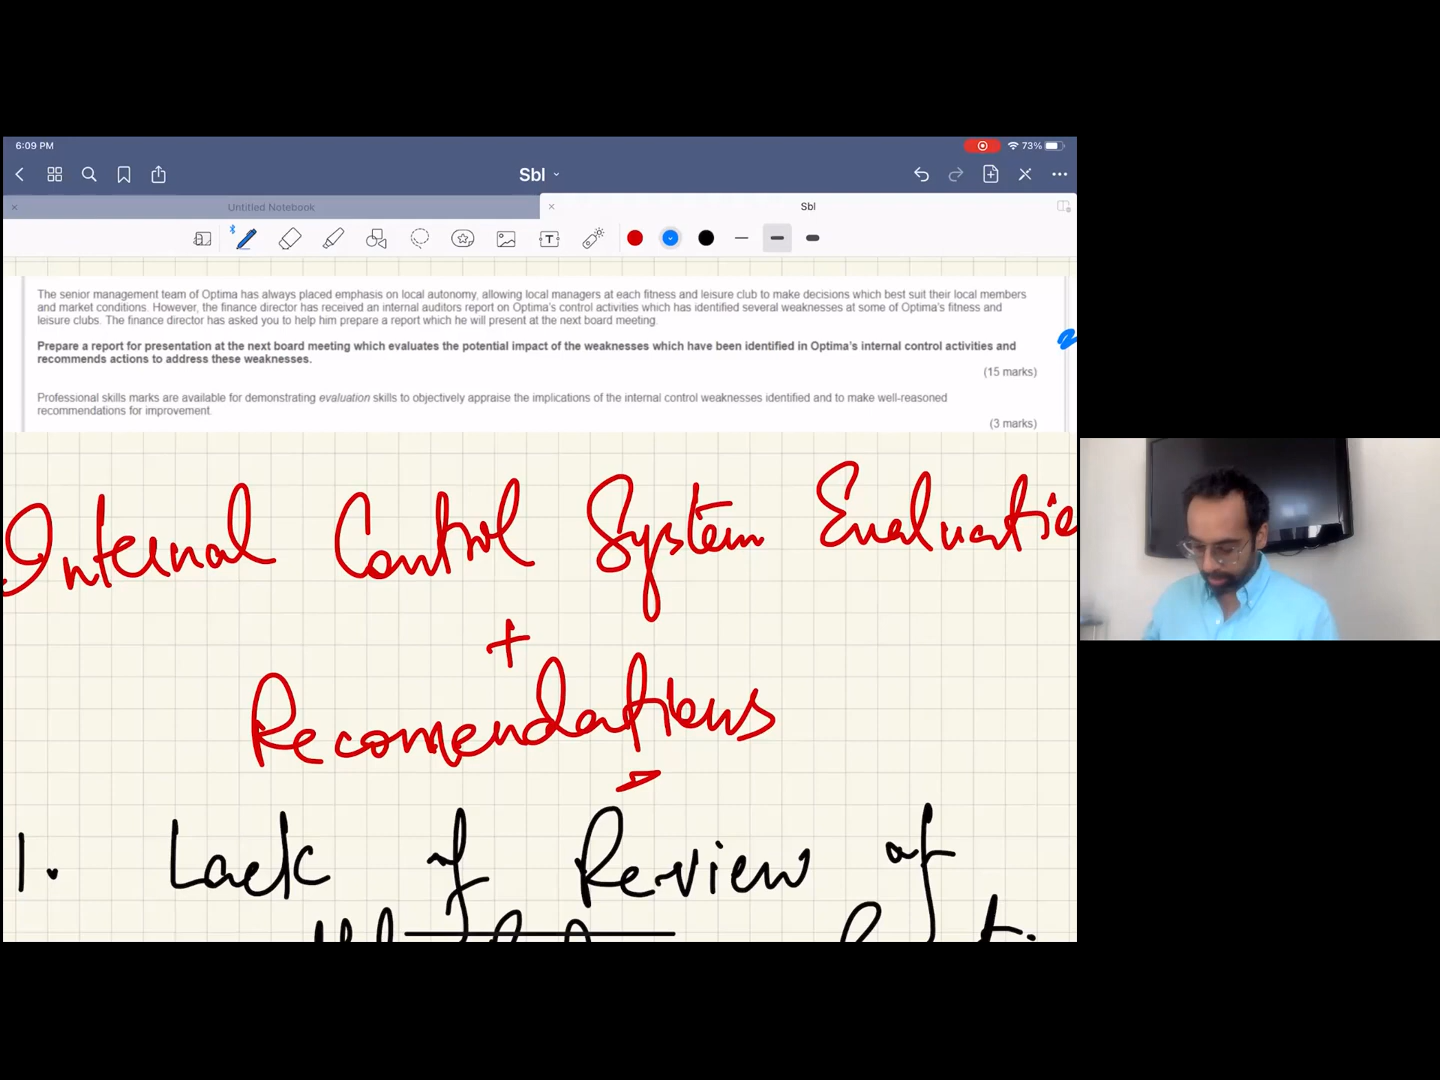 6:09 PM
73%
Sbl
Untitled Notebook
Sbl
T
The senior management team of Optima has always placed emphasis on local autonomy, allowing local managers at each fitness and leisure club to make decisions which best suit their local members
and market conditions. However, the finance director has received an internal auditors report on Optima's control activities which has identified several weaknesses at some of Optima's fitness and
leisure clubs. The finance director has asked you to help him prepare a report which he will present at the next board meeting.
Prepare a report for presentation at the next board meeting which evaluates the potential impact of the weaknesses which have been identified in Optima's internal control activities and
recommends actions to address these weaknesses.
(15 marks)
Professional skills marks are available for demonstrating evaluation skills to objectively appraise the implications of the internal control weaknesses identified and to make well-reasoned
recommendations for improvement.
(3 marks)
Internal Control System Evaluatio
+
Recomendations
1. Lack of Review of